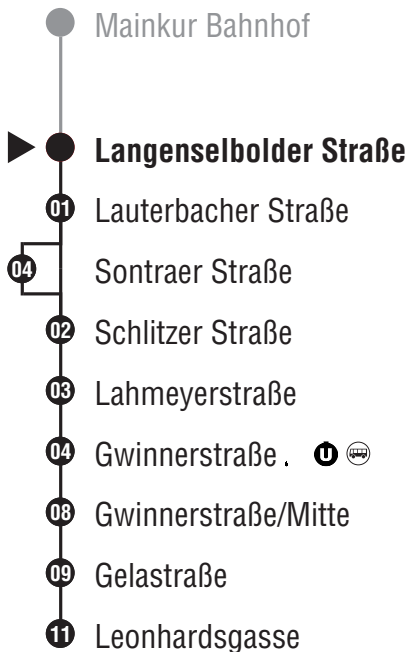 Mainkur Bahnhof
Langenselbolder Straße
01 Lauterbacher Straße
04 Sontraer Straße
02 Schlitzer Straße
03 Lahmeyerstraße
04 Gwinnerstraße . U
08 Gwinnerstraße/Mitte
09 Gelastraße
11 Leonhardsgasse